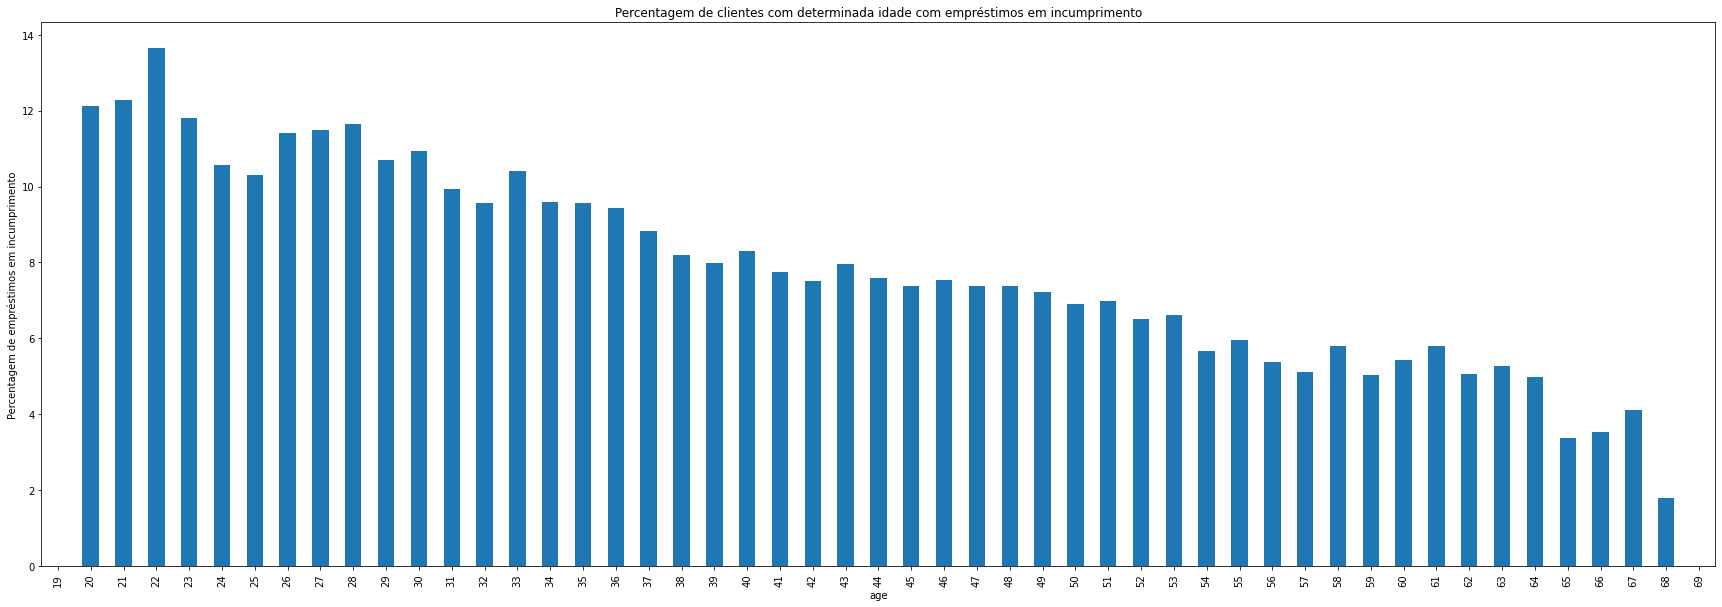 Percentagem de clientes com determinada idade com empréstimos em incumprimento
Percentagem de empréstimos em incumprimento
14
12
10
8
6
4
2
0
19 20 21 22 23 24 25 26 27 28 29 30 31 32 33 34 35 36 37 38 39 40 41 42 43 44 45 46 47 48 49 50 51 52 53 54 55 56 57 58 59 60 61 62 63 64 65 66 67 68 69
age